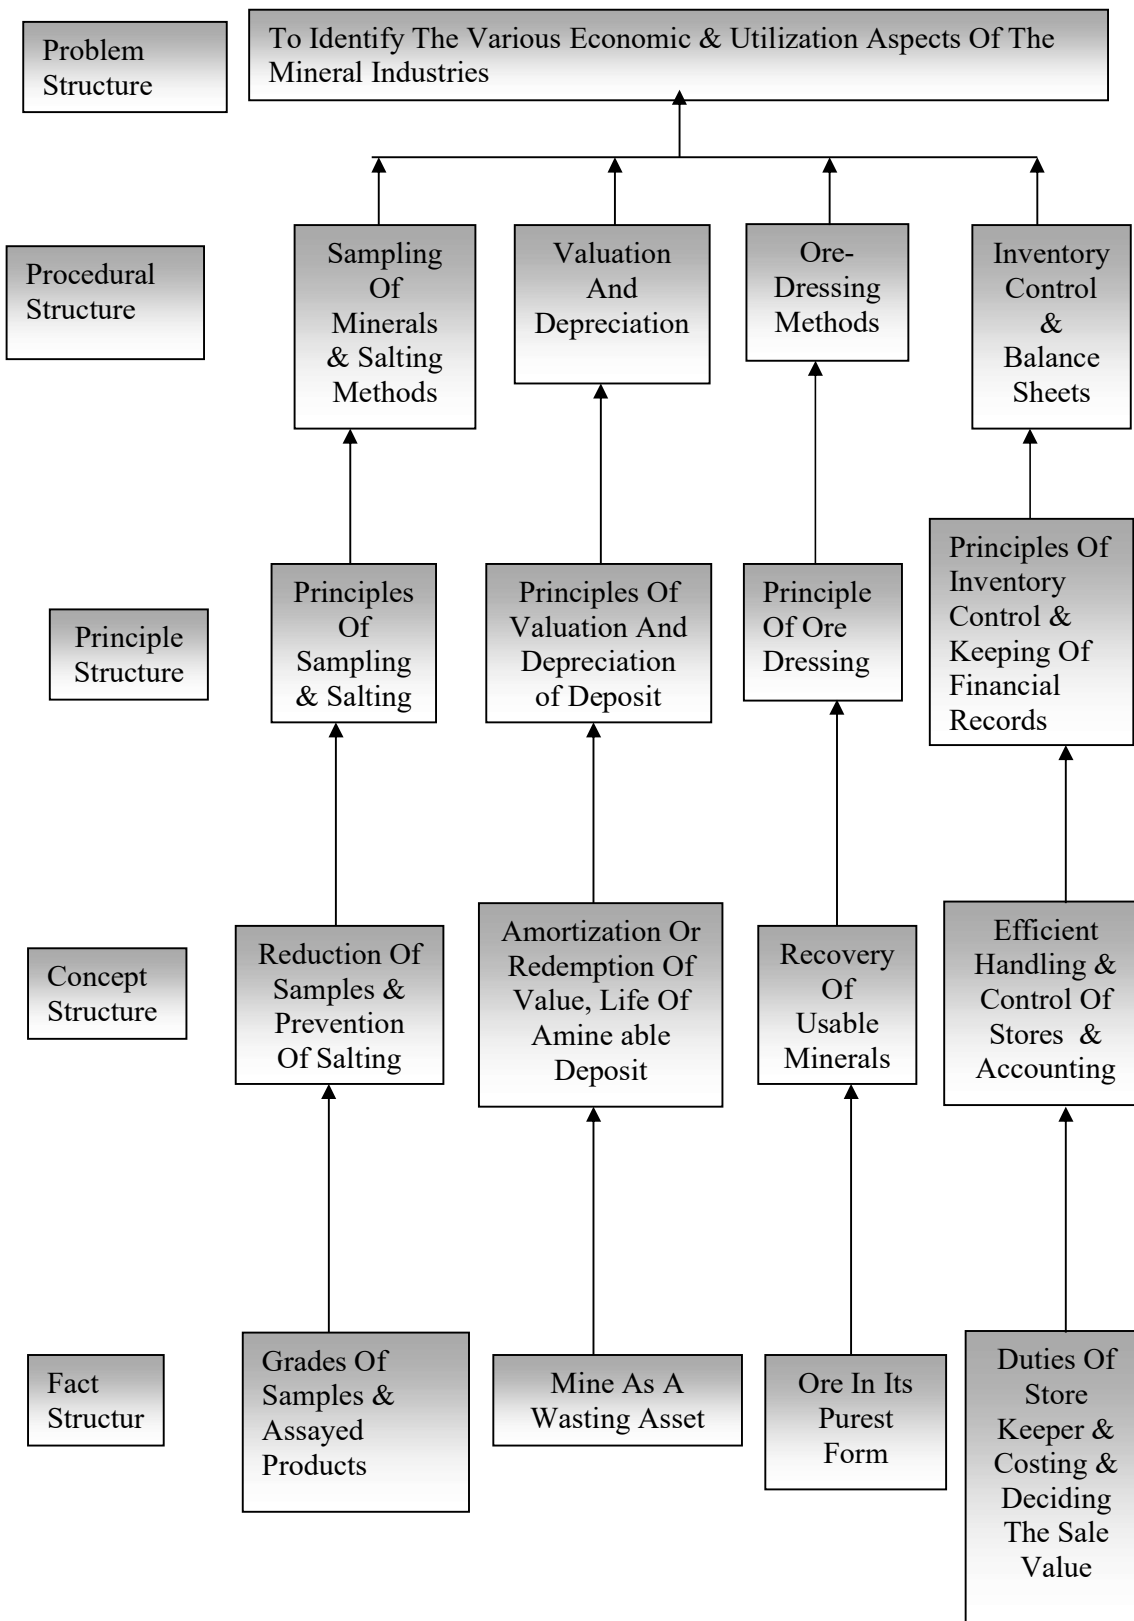 Problem
Structure
To Identify The Various Economic & Utilization Aspects Of The
Mineral Industries
Procedural
Structure
Sampling
Of
Minerals
& Salting
Methods
Valuation
And
Depreciation
Ore-
Dressing
Methods
Inventory
Control
&
Balance
Sheets
Principle
Structure
Principles
Of
Sampling
& Salting
Principles Of
Valuation And
Depreciation
of Deposit
Principle
Of Ore
Dressing
Principles Of
Inventory
Control &
Keeping Of
Financial
Records
Concept
Structure
Reduction Of
Samples &
Prevention
Of Salting
Amortization Or
Redemption Of
Value, Life Of
Amine able
Deposit
Recovery
Of
Usable
Minerals
Efficient
Handling &
Control Of
Stores &
Accounting
Fact
Structur
Grades Of
Samples &
Assayed
Products
Mine As A
Wasting Asset
Ore In Its
Purest
Form
Duties Of
Store
Keeper &
Costing &
Deciding
The Sale
Value